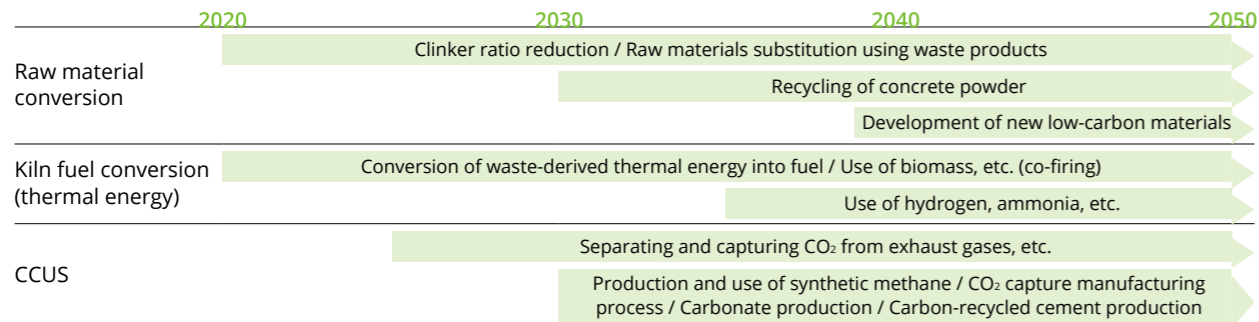 2020 2030 2040 2050
Raw material
conversion
Clinker ratio reduction / Raw materials substitution using waste products
Recycling of concrete powder
Development of new low-carbon materials
Kiln fuel conversion
(thermal energy)
Conversion of waste-derived thermal energy into fuel / Use of biomass, etc. (co-firing)
Use of hydrogen, ammonia, etc.
CCUS
Separating and capturing CO₂ from exhaust gases, etc.
Production and use of synthetic methane / CO₂ capture manufacturing
process / Carbonate production / Carbon-recycled cement production